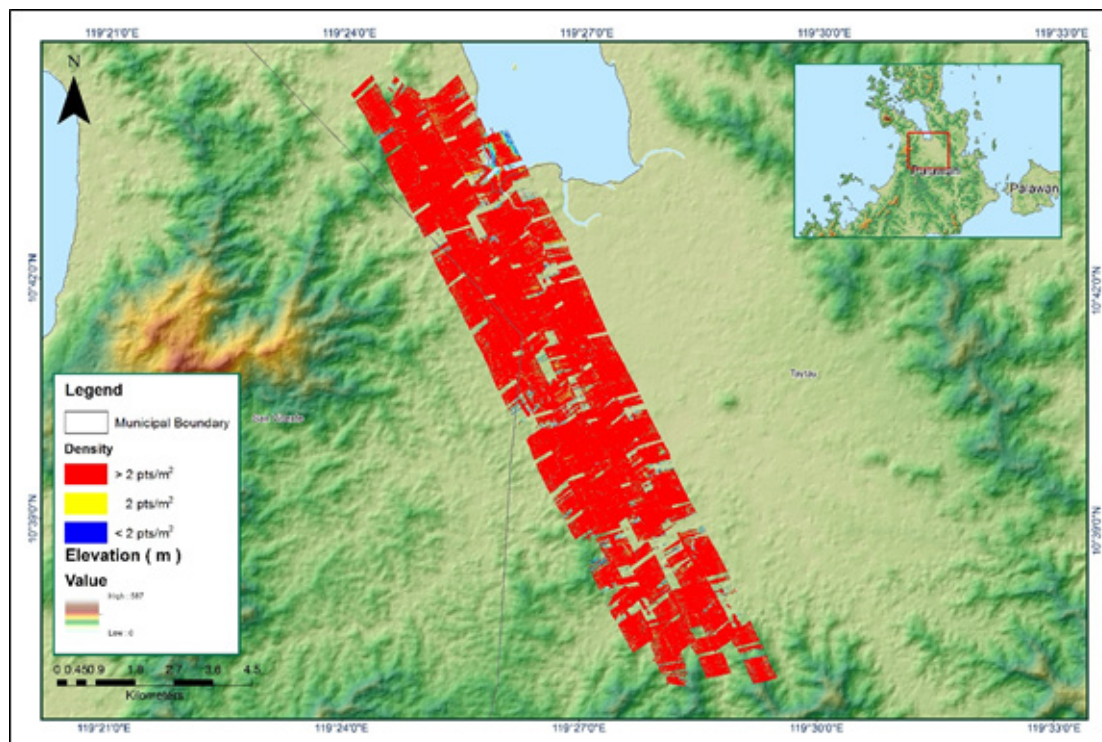 119°21'0"E 119°24'0"E 119°27'0"E 119°30'0"E 119°33'0"E
N
Palawan
10°42'0"N 10°42'0"N
Taytay
Legend
Municipal Boundary
Density
> 2 pts/m²
2 pts/m²
< 2 pts/m²
Elevation ( m )
Value
High : 587
Low : 0
10°39'0"N 10°39'0"N
0 0.450.9 1.8 2.7 3.6 4.5
Kilometers
119°21'0"E 119°24'0"E 119°27'0"E 119°30'0"E 119°33'0"E